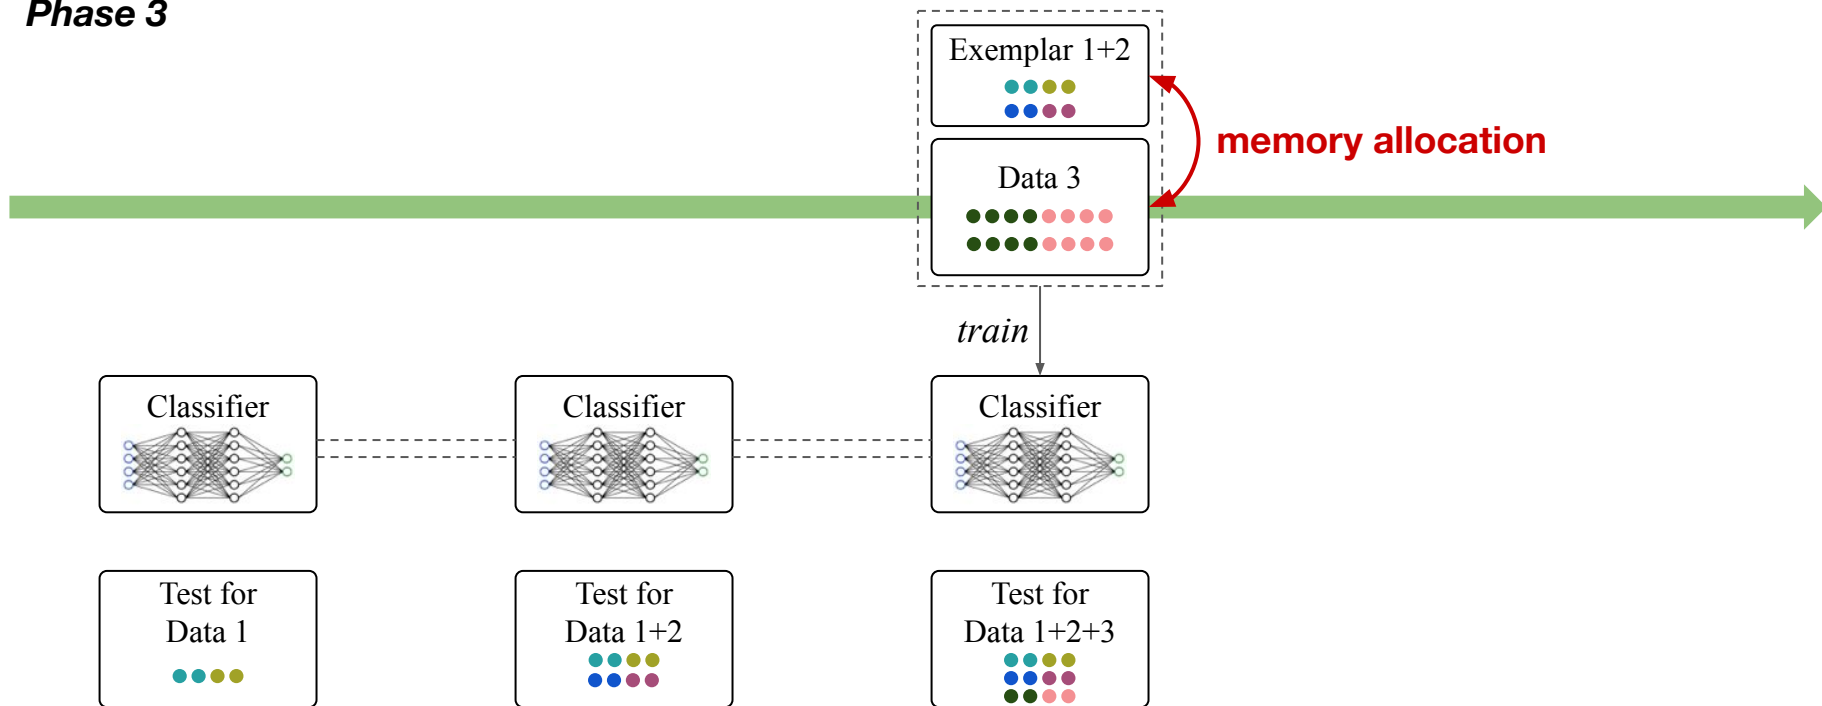 Phase 3
Exemplar 1+2
memory allocation
Data 3
train
Classifier
Classifier
Classifier
Test for
Data 1
Test for
Data 1+2
Test for
Data 1+2+3